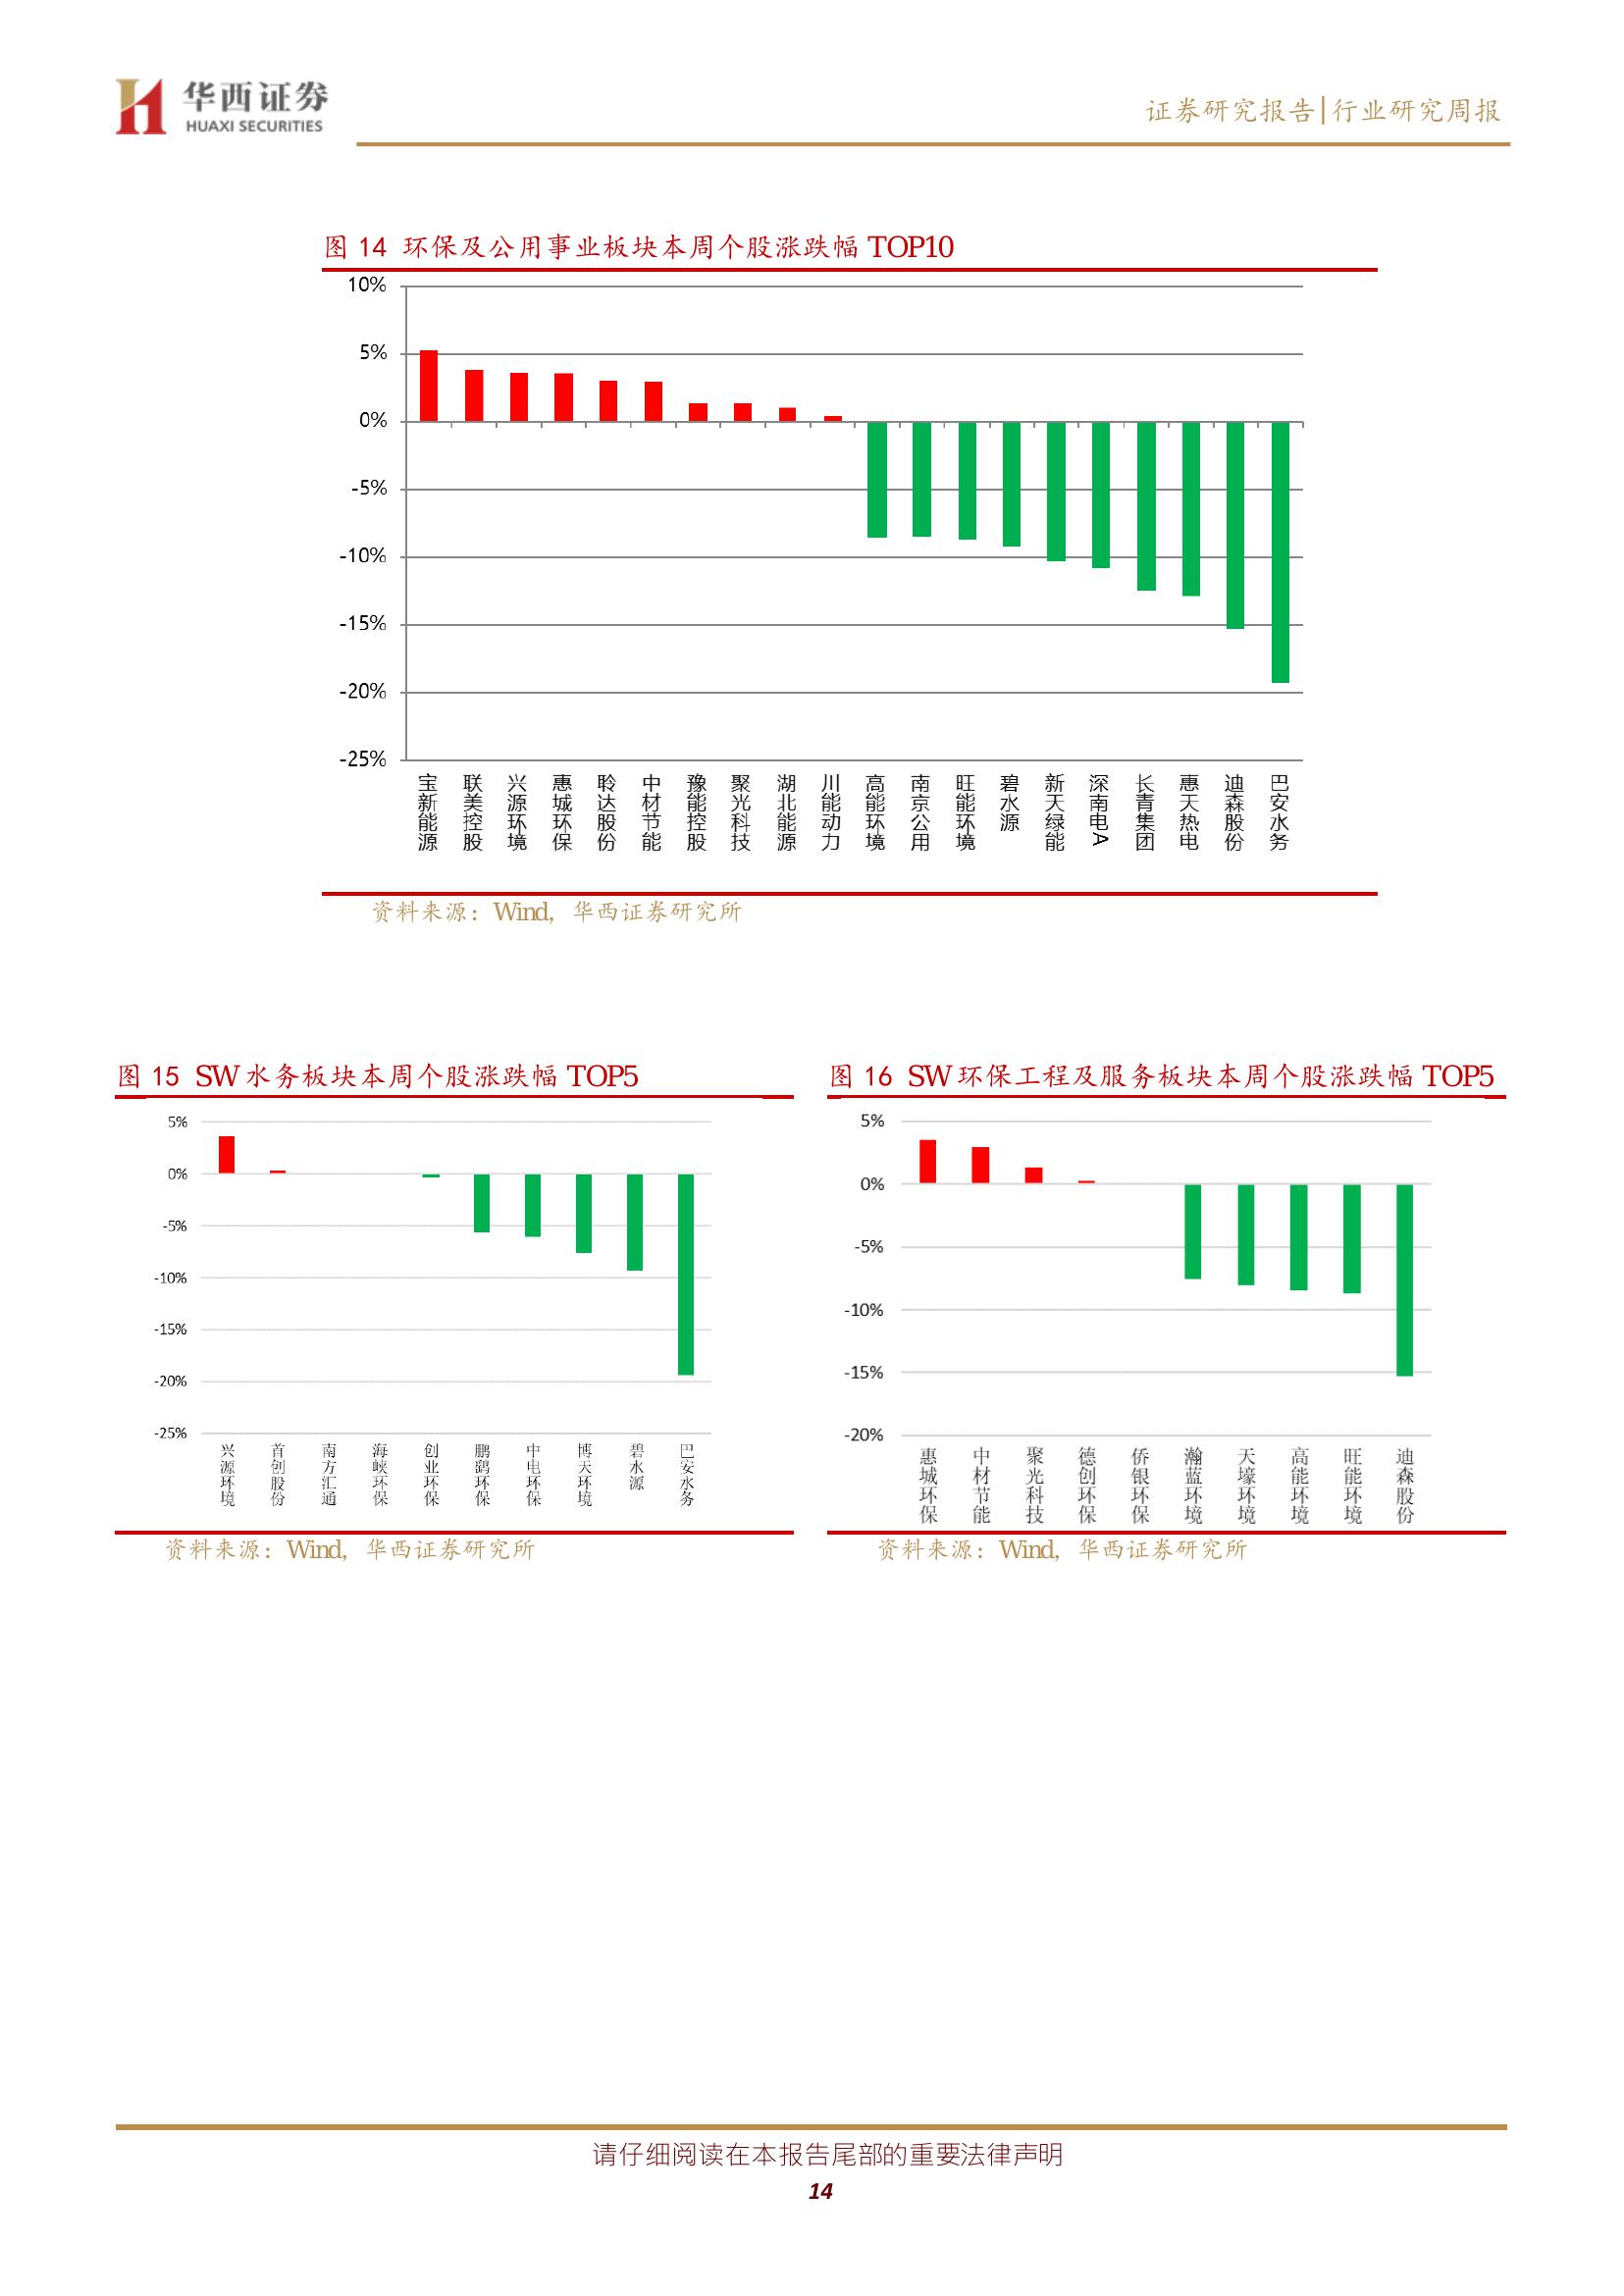 华西证券
HUAXI SECURITIES
证券研究报告|行业研究周报
图 14 环保及公用事业板块本周个股涨跌幅 TOP10
10%
5%
0%
-5%
-10%
-15%
-20%
-25%
宝新能源
联美控股
兴源环境
惠城环保
聆达股份
中材节能
豫能控股
聚光科技
湖北能源
川能动力
高能环境
南京公用
旺能环境
碧水源
新天绿能
深南电A
长青集团
惠天热电
迪森股份
巴安水务
资料来源：Wind，华西证券研究所
图 15 SW 水务板块本周个股涨跌幅 TOP5
5%
0%
-5%
-10%
-15%
-20%
-25%
兴源环境
首创股份
南方汇通
海峡环保
创业环保
鹏鹞环保
中电环保
博天环境
碧水源
巴安水务
资料来源：Wind，华西证券研究所
图 16 SW 环保工程及服务板块本周个股涨跌幅 TOP5
5%
0%
-5%
-10%
-15%
-20%
惠城环保
中材节能
聚光科技
德创环保
侨银环保
瀚蓝环境
天壕环境
高能环境
旺能环境
迪森股份
资料来源：Wind，华西证券研究所
请仔细阅读在本报告尾部的重要法律声明
14